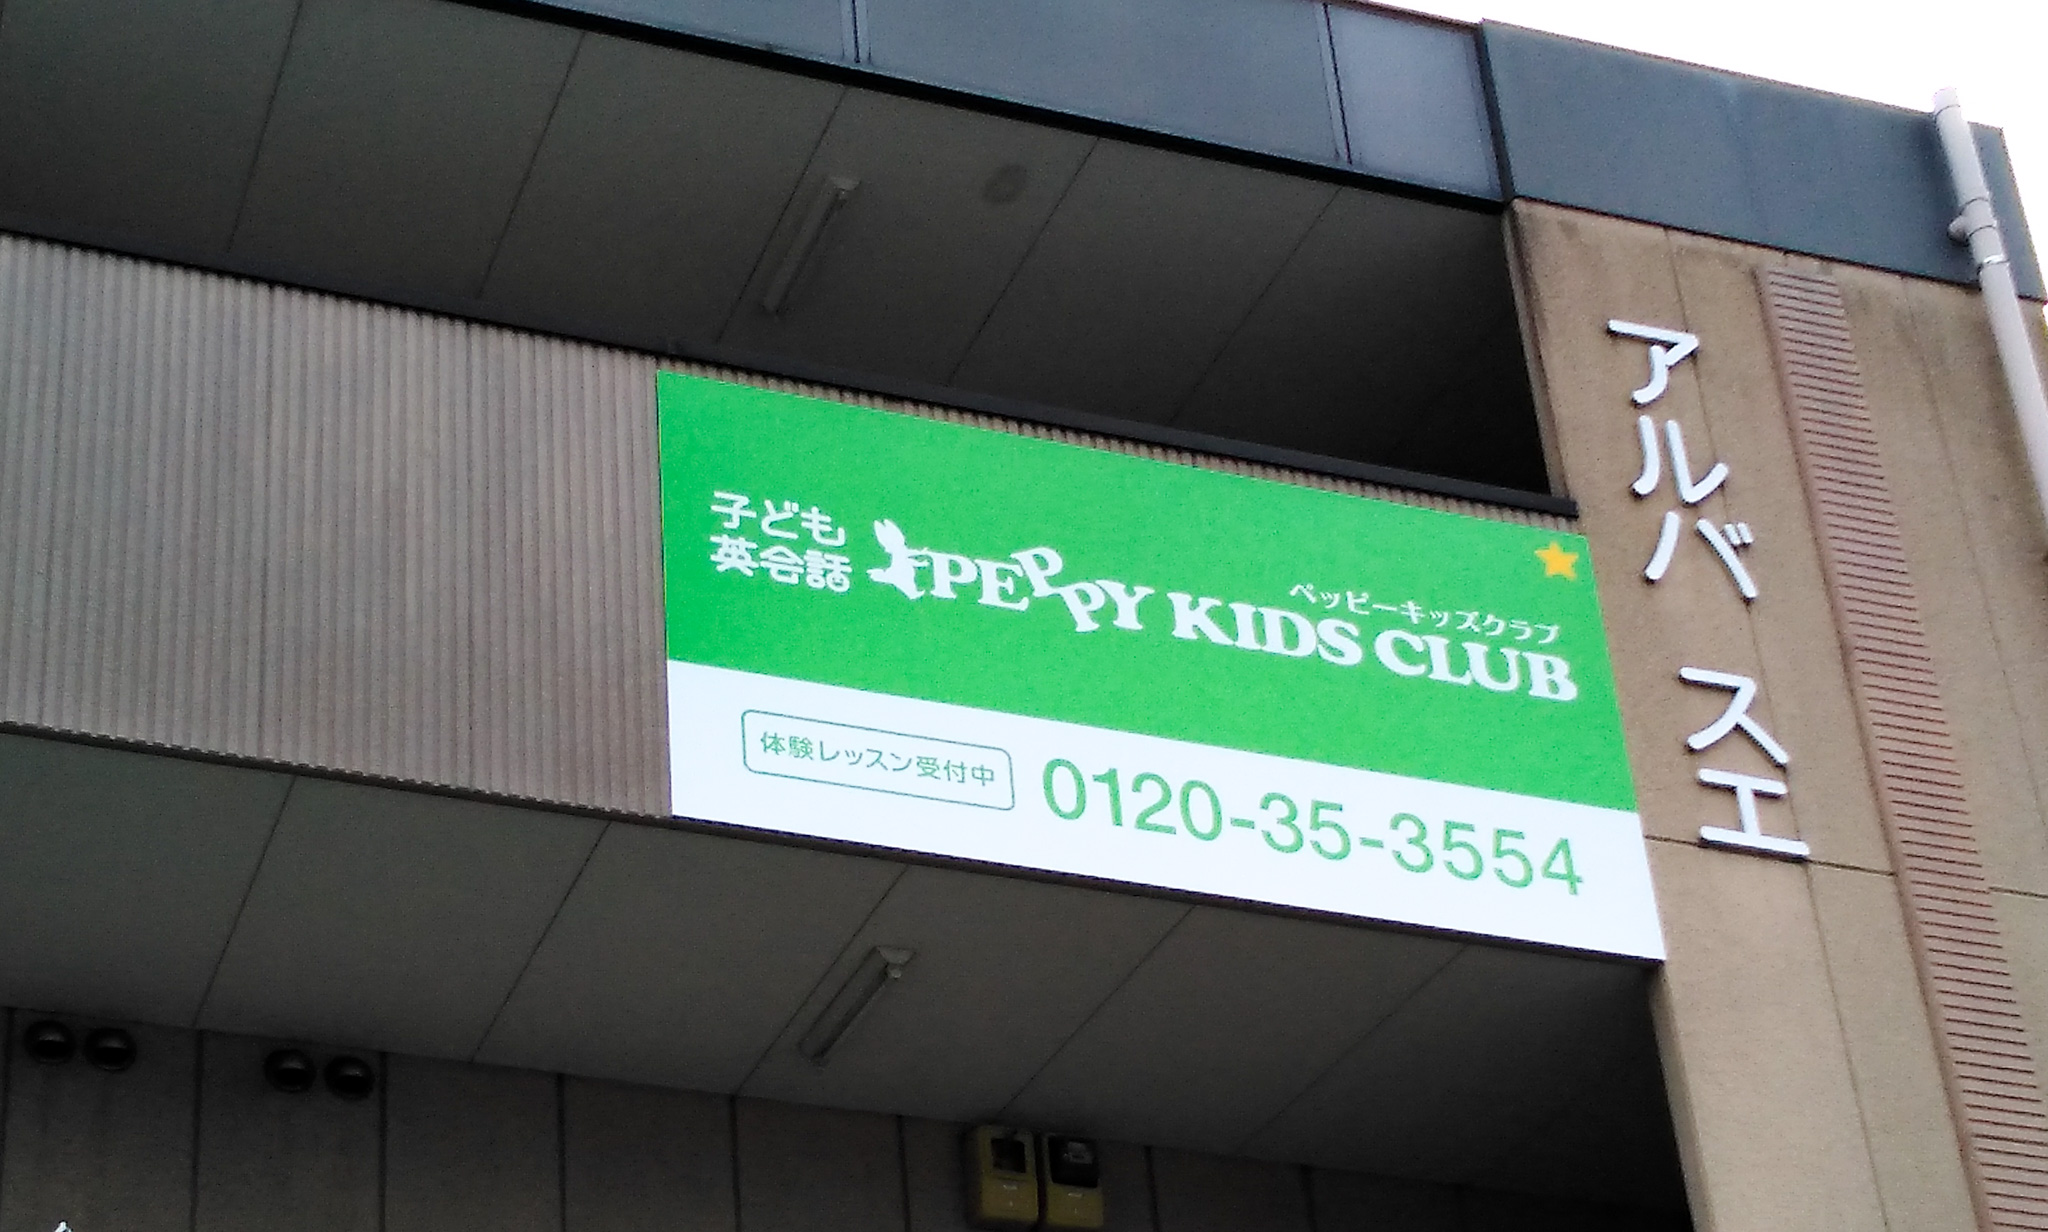 子ども
英会話
ペッピーキッズクラブ
PEPPY KIDS CLUB
体験レッスン受付中
0120-35-3554
アルバ スエ